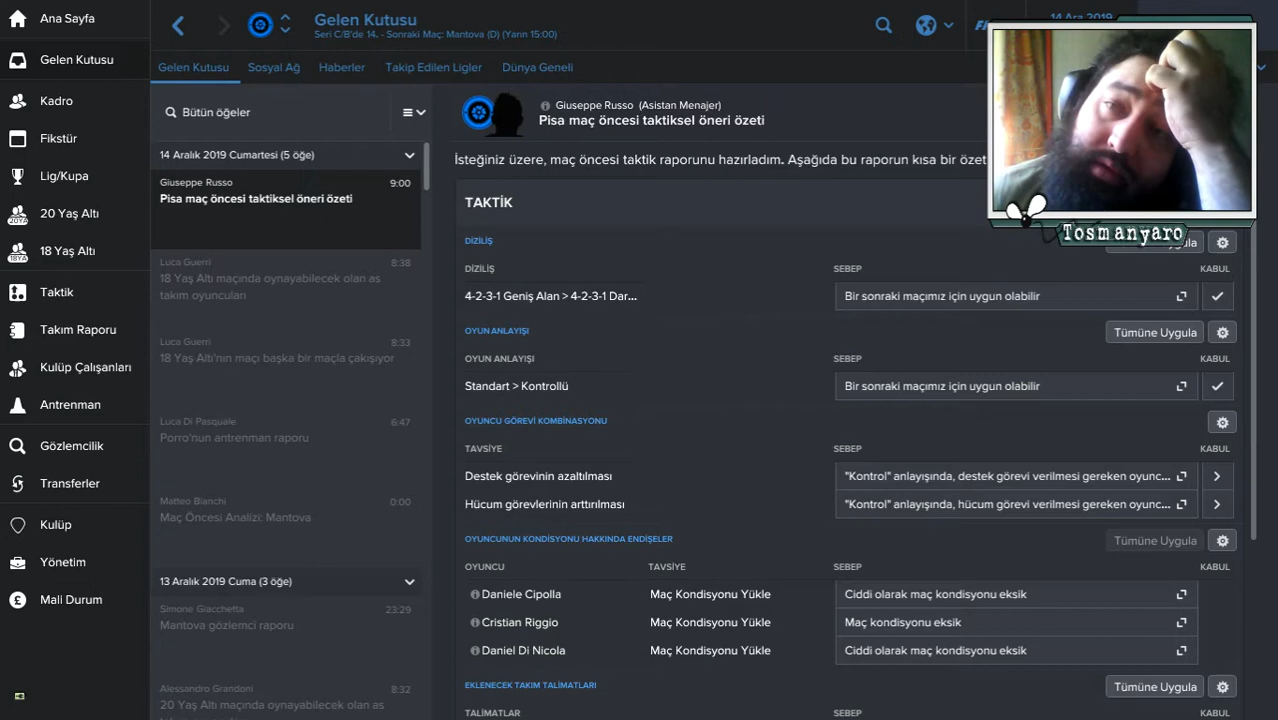 Ana Sayfa
Gelen Kutusu
Kadro
Fikstür
Lig/Kupa
20 Yaş Altı
18 Yaş Altı
Taktik
Takım Raporu
Kulüp Çalışanları
Antrenman
Gözlemcilik
Transferler
Kulüp
Yönetim
Mali Durum
Gelen Kutusu
Seri C/B'de 14. - Sonraki Maç: Mantova (D) (Yarın 15:00)
14 Ara 2019
Gelen Kutusu
Sosyal Ağ
Haberler
Takip Edilen Ligler
Dünya Geneli
Bütün öğeler
14 Aralık 2019 Cumartesi (5 öğe)
Giuseppe Russo 9:00
Pisa maç öncesi taktiksel öneri özeti
Luca Guerri 8:38
18 Yaş Altı maçında oynayabilecek olan as
takım oyuncuları
Luca Guerri 8:33
18 Yaş Altı'nın maçı başka bir maçla çakışıyor
Luca Di Pasquale 6:47
Porro'nun antrenman raporu
Matteo Bianchi 0:00
Maç Öncesi Analizi: Mantova
13 Aralık 2019 Cuma (3 öğe)
Simone Giacchetta 23:29
Mantova gözlemci raporu
Alessandro Grandoni 8:32
20 Yaş Altı maçında oynayabilecek olan as
Giuseppe Russo (Asistan Menajer)
Pisa maç öncesi taktiksel öneri özeti
İsteğiniz üzere, maç öncesi taktik raporunu hazırladım. Aşağıda bu raporun kısa bir özet
TAKTİK
Tosmanyaro
DİZİLİŞ
DİZİLİŞ SEBEP KABUL
4-2-3-1 Geniş Alan > 4-2-3-1 Dar... Bir sonraki maçımız için uygun olabilir
OYUN ANLAYIŞI Tümüne Uygula
OYUN ANLAYIŞI SEBEP KABUL
Standart > Kontrollü Bir sonraki maçımız için uygun olabilir
OYUNCU GÖREVİ KOMBİNASYONU
TAVSİYE SEBEP KABUL
Destek görevinin azaltılması "Kontrol" anlayışında, destek görevi verilmesi gereken oyunc...
Hücum görevlerinin arttırılması "Kontrol" anlayışında, hücum görevi verilmesi gereken oyunc...
OYUNCUNUN KONDİSYONU HAKKINDA ENDİŞELER Tümüne Uygula
OYUNCU TAVSİYE SEBEP KABUL
Daniele Cipolla Maç Kondisyonu Yükle Ciddi olarak maç kondisyonu eksik
Cristian Riggio Maç Kondisyonu Yükle Maç kondisyonu eksik
Daniel Di Nicola Maç Kondisyonu Yükle Ciddi olarak maç kondisyonu eksik
EKLENECEK TAKIM TALİMATLARI Tümüne Uygula
TALİMATLAR SEBEP KABUL